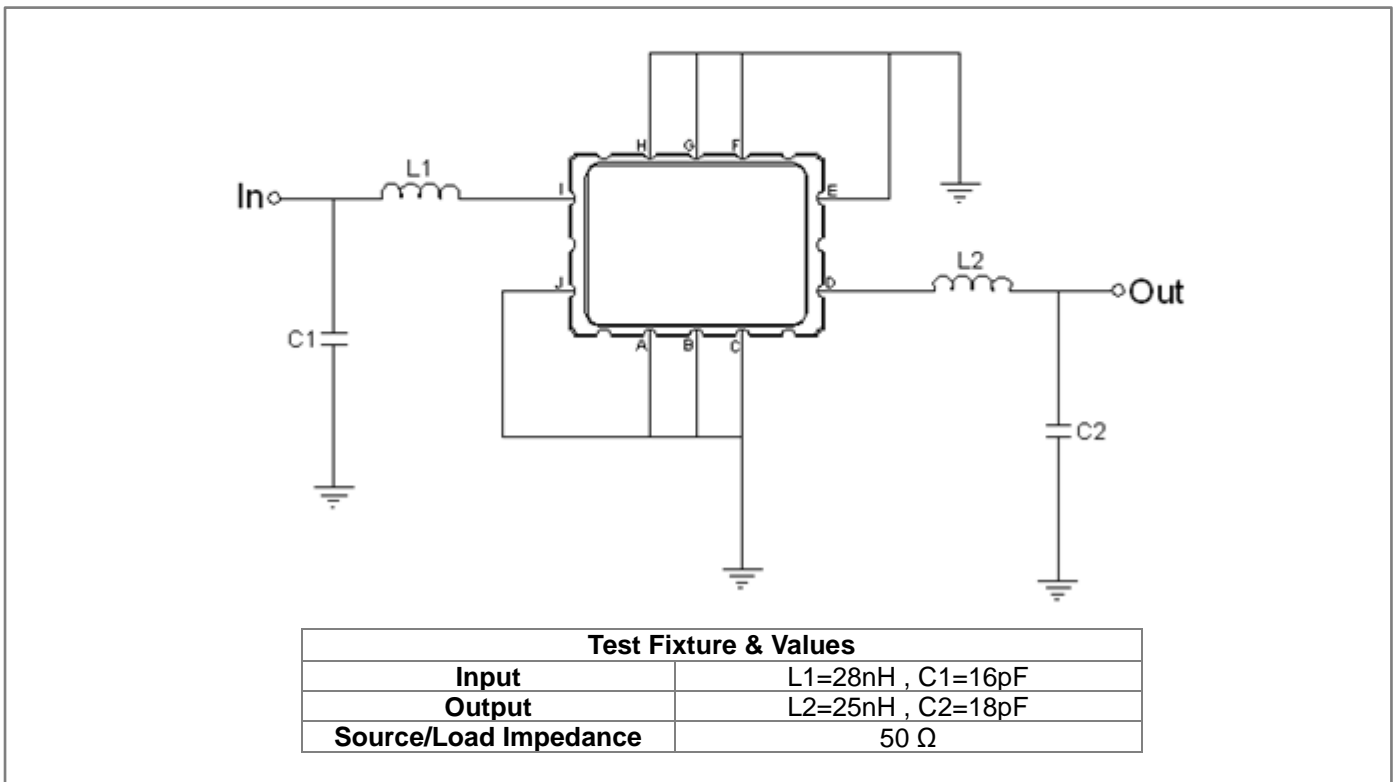 H G F
L1
In
I
E
L2
J
D
Out
C1
A B C
C2
Test Fixture & Values
Input L1=28nH , C1=16pF
Output L2=25nH , C2=18pF
Source/Load Impedance 50 Ω